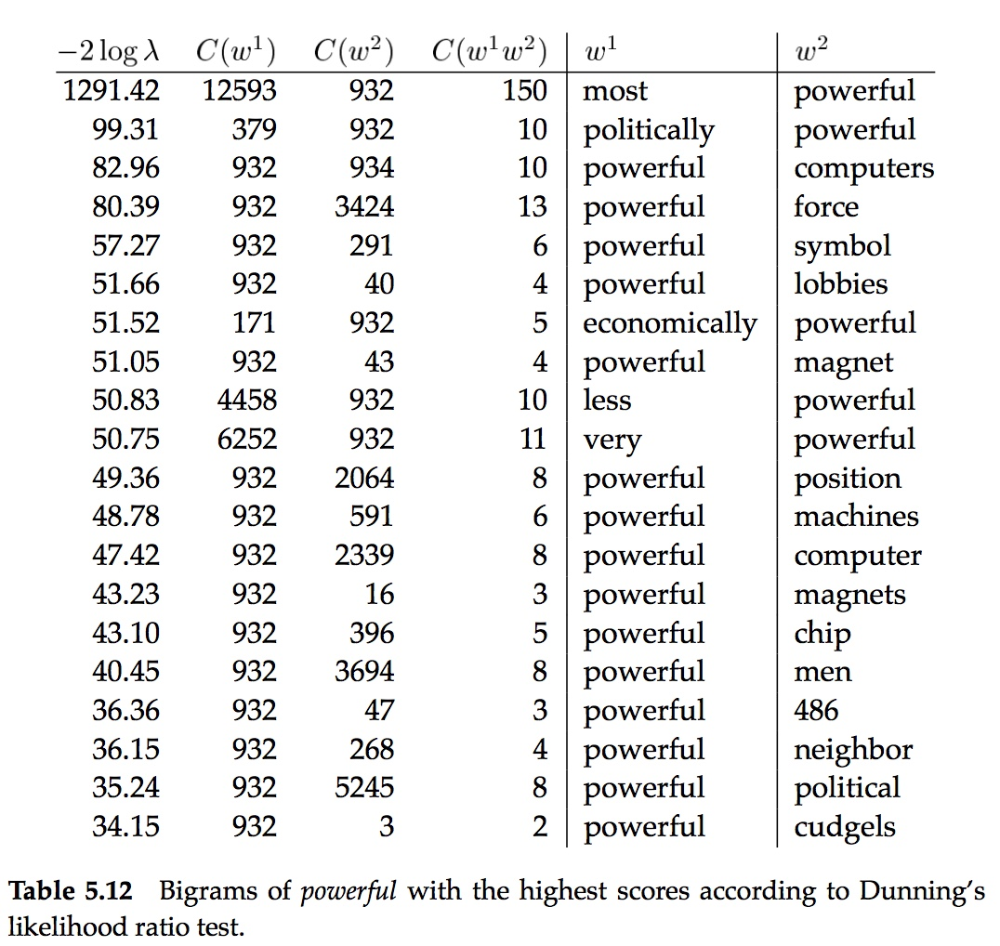 −2 log λ C(w¹) C(w²) C(w¹w²) w¹ w²
1291.42 12593 932 150 most powerful
99.31 379 932 10 politically powerful
82.96 932 934 10 powerful computers
80.39 932 3424 13 powerful force
57.27 932 291 6 powerful symbol
51.66 932 40 4 powerful lobbies
51.52 171 932 5 economically powerful
51.05 932 43 4 powerful magnet
50.83 4458 932 10 less powerful
50.75 6252 932 11 very powerful
49.36 932 2064 8 powerful position
48.78 932 591 6 powerful machines
47.42 932 2339 8 powerful computer
43.23 932 16 3 powerful magnets
43.10 932 396 5 powerful chip
40.45 932 3694 8 powerful men
36.36 932 47 3 powerful 486
36.15 932 268 4 powerful neighbor
35.24 932 5245 8 powerful political
34.15 932 3 2 powerful cudgels
Table 5.12 Bigrams of powerful with the highest scores according to Dunning's
likelihood ratio test.